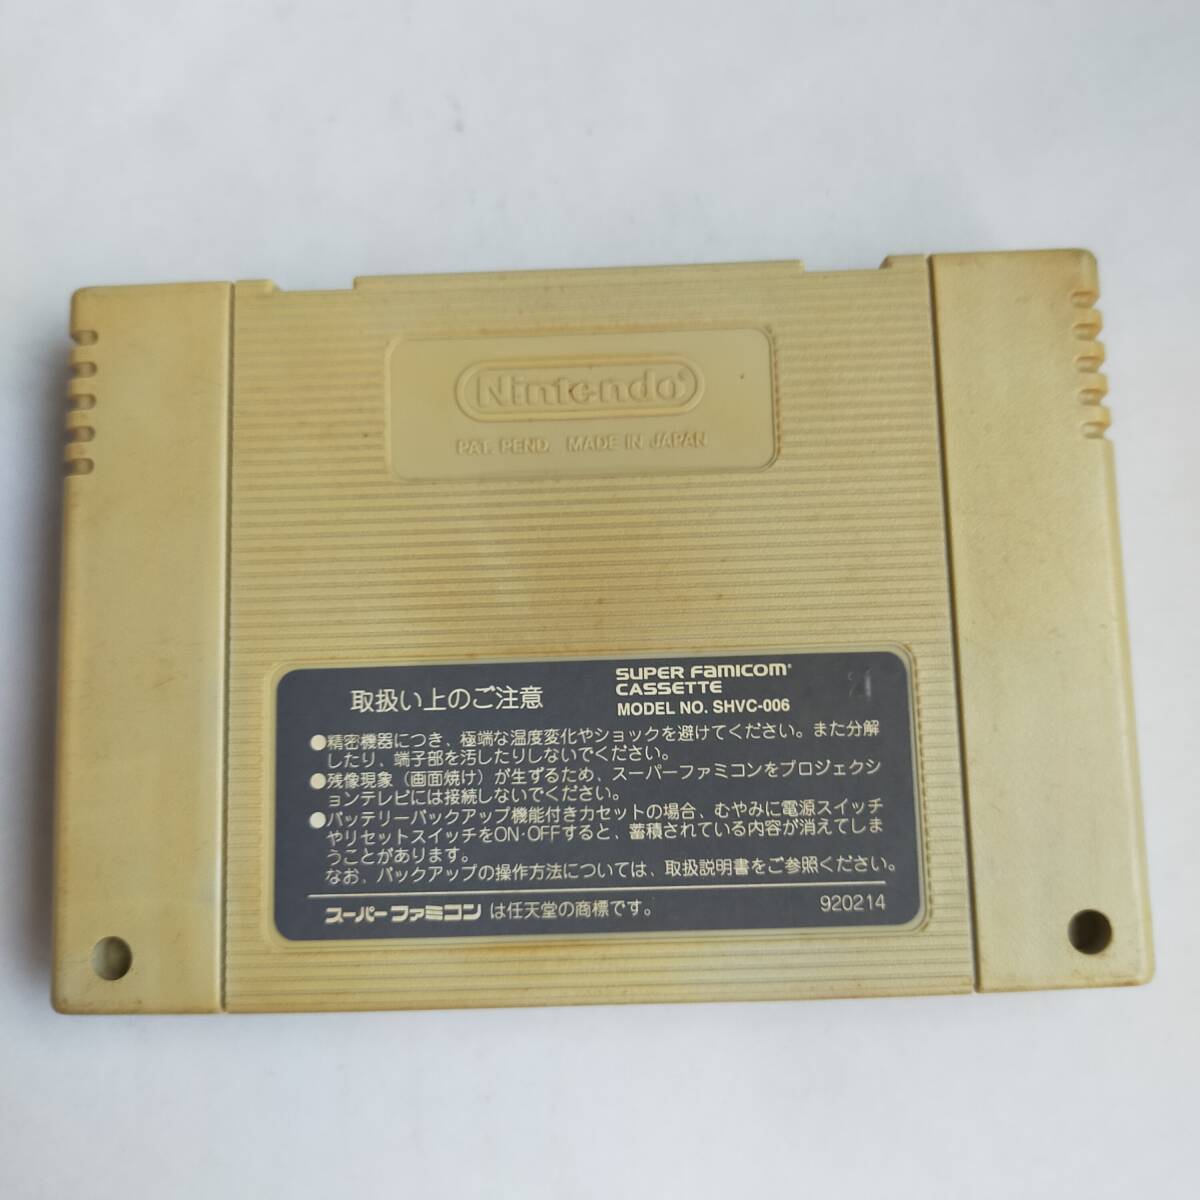 Nintendo
PAT. PEND. MADE IN JAPAN
取扱い上のご注意
SUPER FAMICOM
CASSETTE
MODEL NO. SHVC-006
21
●精密機器につき、極端な温度変化やショックを避けてください。また分解
したり、端子部を汚したりしないでください。
●残像現象（画面焼け）が生ずるため、スーパーファミコンをプロジェクシ
ョンテレビには接続しないでください。
●バッテリーバックアップ機能付きカセットの場合、むやみに電源スイッチ
やリセットスイッチをON･OFFすると、蓄積されている内容が消えてしま
うことがあります。
なお、バックアップの操作方法については、取扱説明書をご参照ください。
スーパーファミコン は任天堂の商標です。
920214